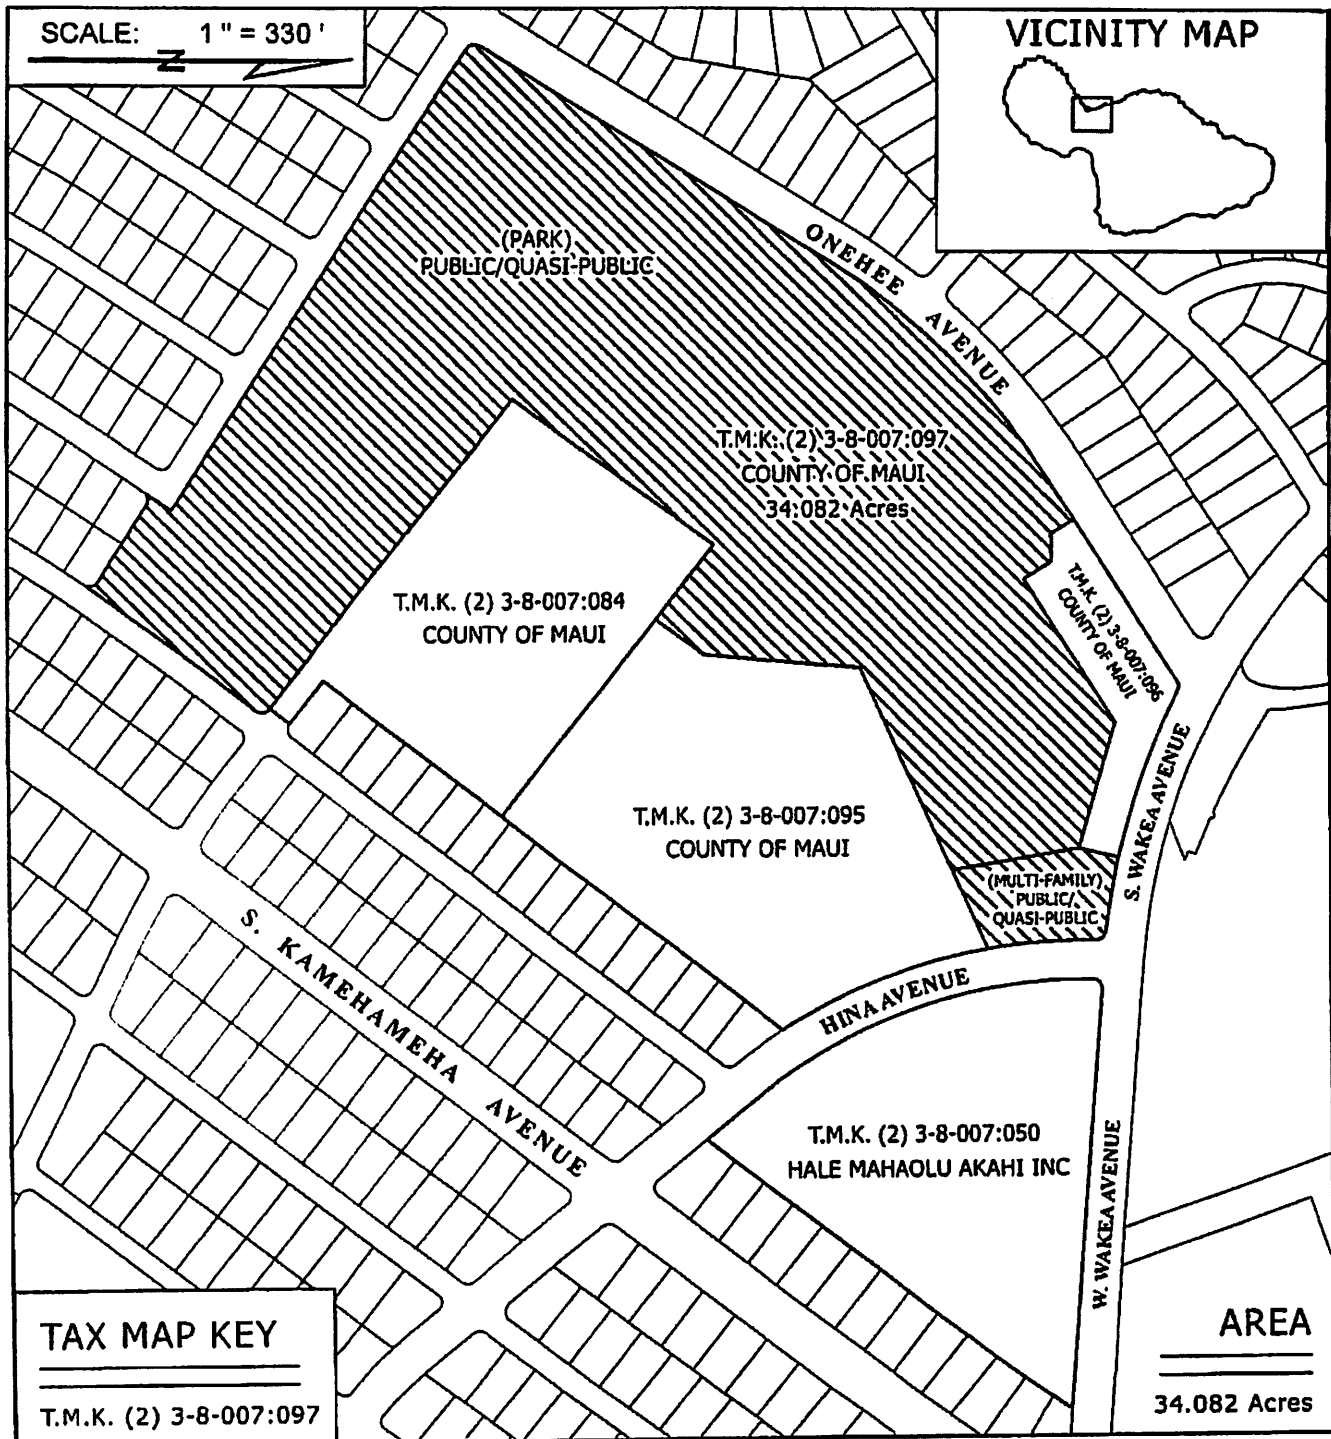 SCALE: 1 " = 330 '
N
VICINITY MAP
(PARK)
PUBLIC/QUASI-PUBLIC
ONEHEE AVENUE
T.M.K. (2) 3-8-007:097
COUNTY OF MAUI
34.082 Acres
T.M.K. (2) 3-8-007:084
COUNTY OF MAUI
T.M.K. (2) 3-8-007:096
COUNTY OF MAUI
T.M.K. (2) 3-8-007:095
COUNTY OF MAUI
(MULTI-FAMILY)
PUBLIC/
QUASI-PUBLIC
S. WAKEA AVENUE
S. KAMEHAMEHA AVENUE
HINA AVENUE
T.M.K. (2) 3-8-007:050
HALE MAHAOLU AKAHI INC
W. WAKEA AVENUE
TAX MAP KEY
T.M.K. (2) 3-8-007:097
AREA
34.082 Acres